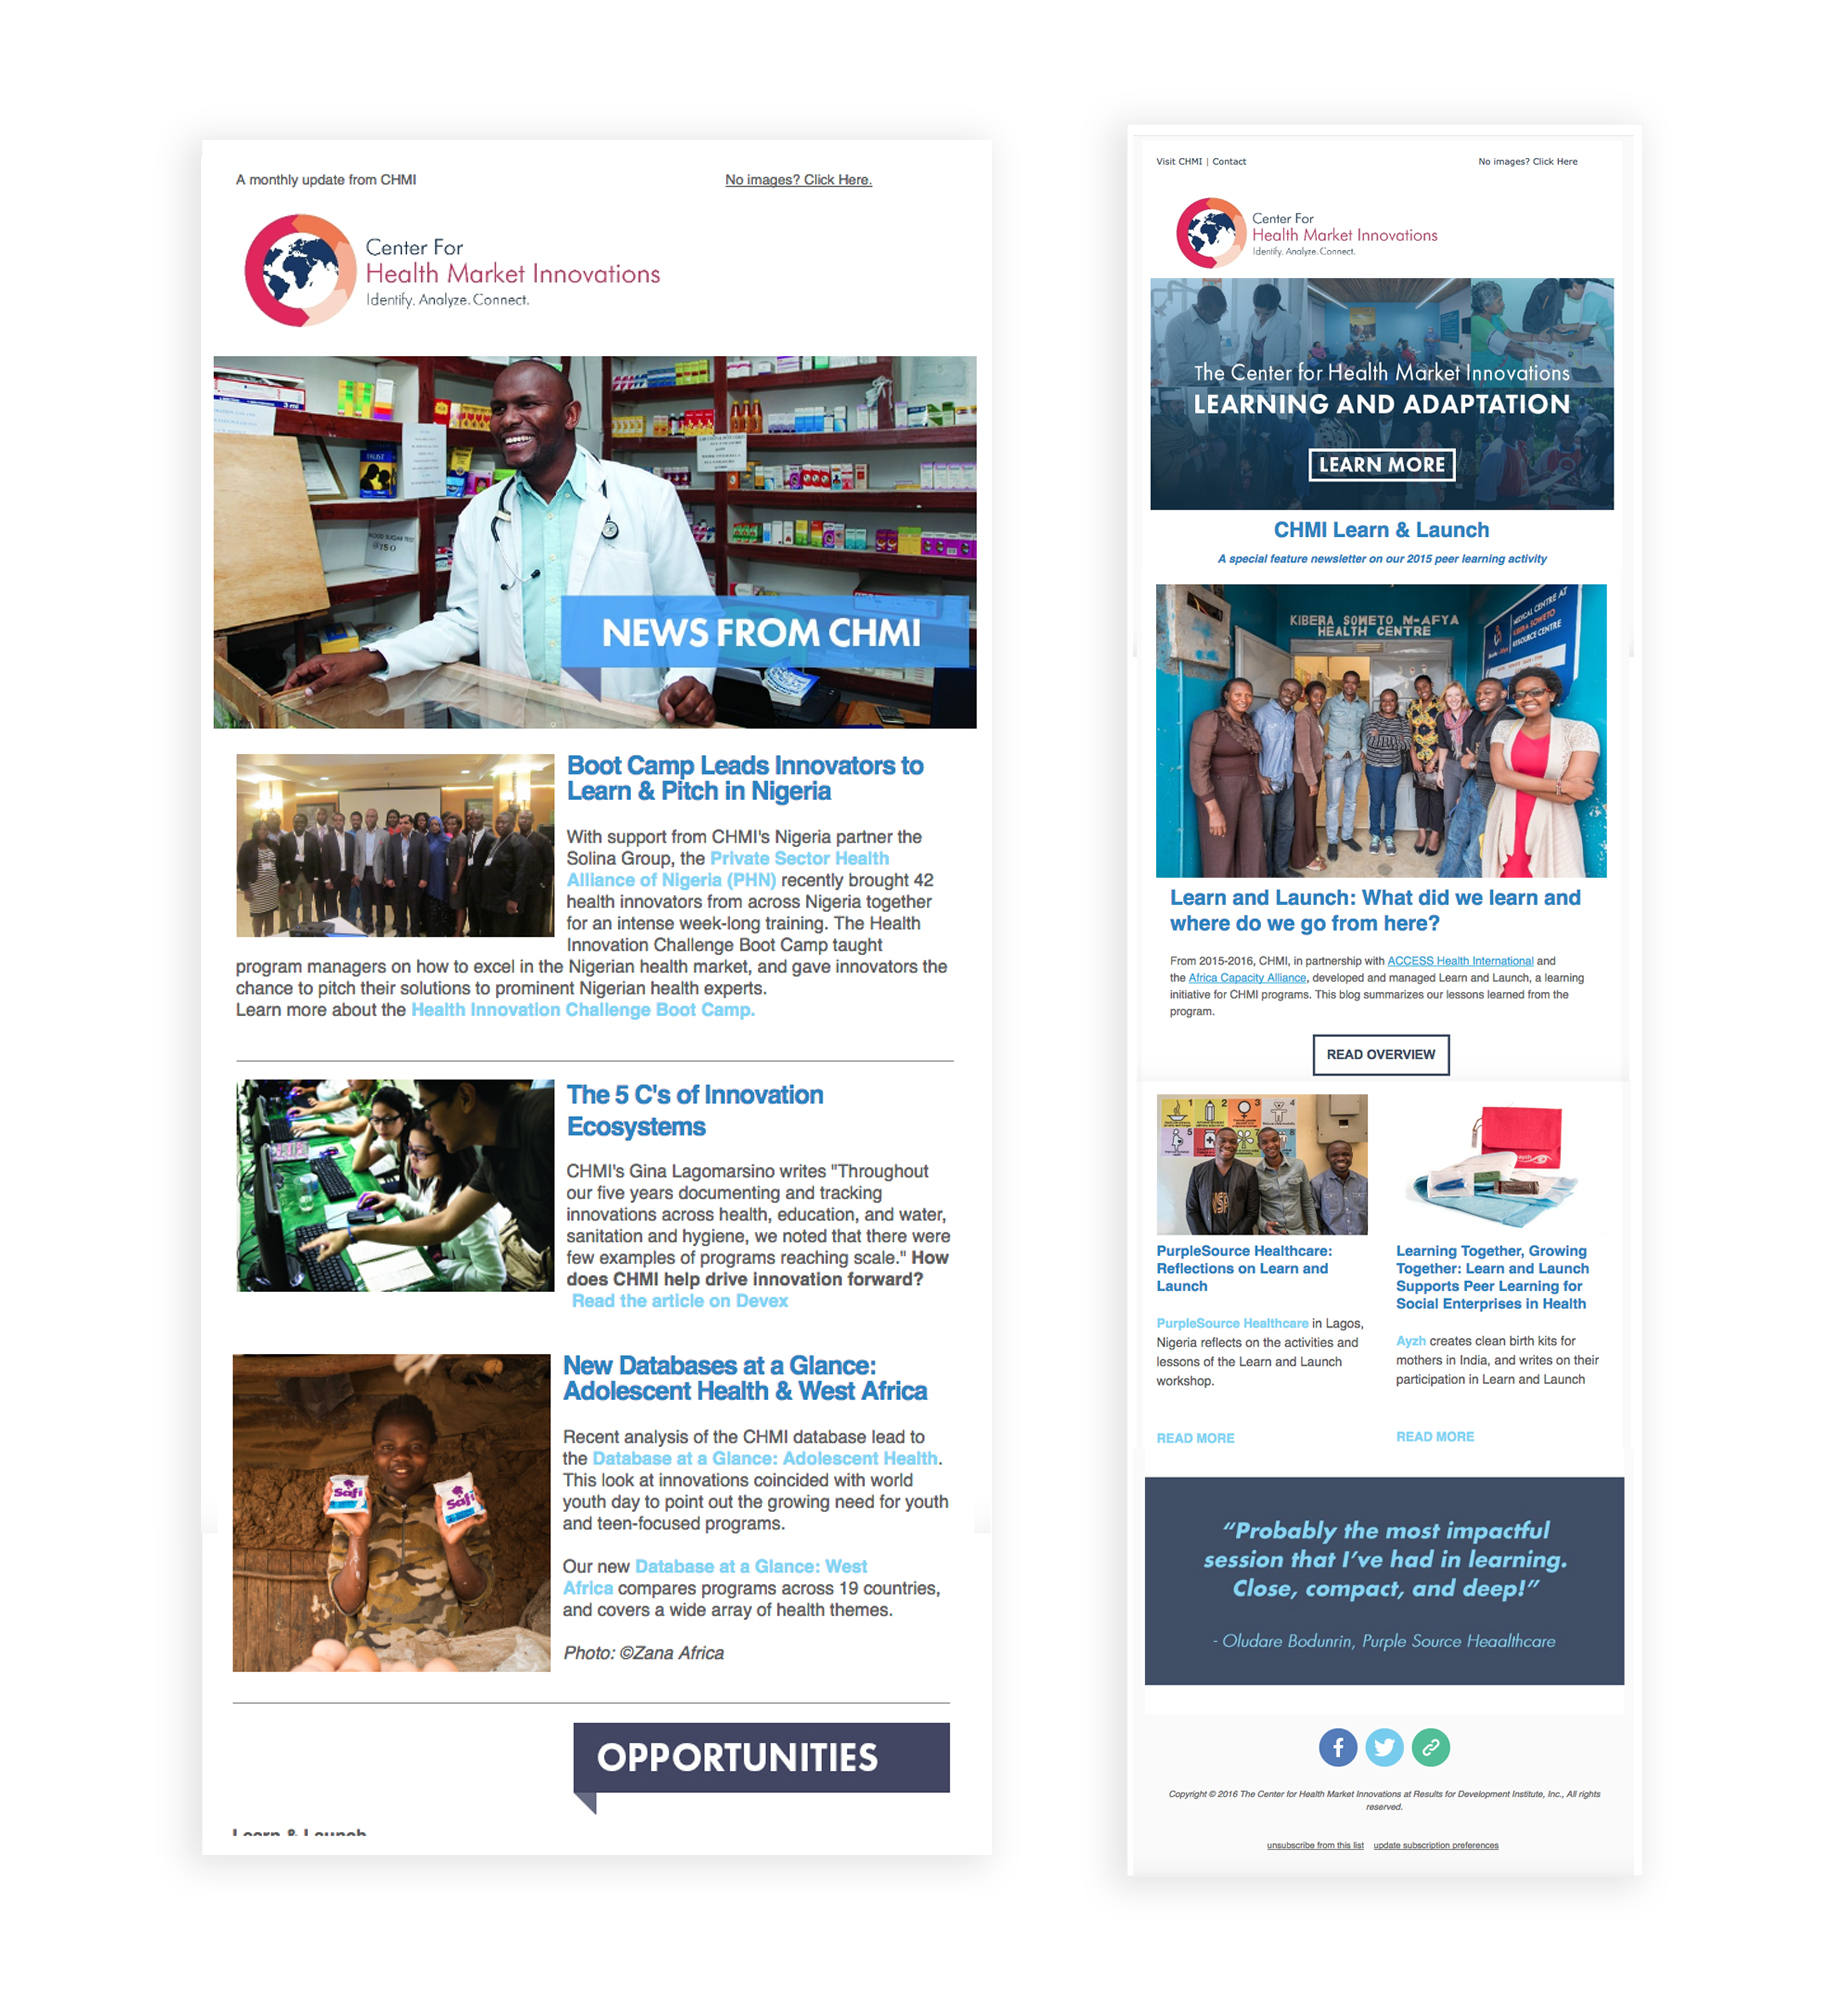 A monthly update from CHMI
No images? Click Here.
Center For
Health Market Innovations
Identify. Analyze. Connect.
TRUST
@150
NEWS FROM CHMI
Boot Camp Leads Innovators to
Learn & Pitch in Nigeria
With support from CHMI's Nigeria partner the
Solina Group, the Private Sector Health
Alliance of Nigeria (PHN) recently brought 42
health innovators from across Nigeria together
for an intense week-long training. The Health
Innovation Challenge Boot Camp taught
program managers on how to excel in the Nigerian health market, and gave innovators the
chance to pitch their solutions to prominent Nigerian health experts.
Learn more about the Health Innovation Challenge Boot Camp.
The 5 C's of Innovation
Ecosystems
CHMI's Gina Lagomarsino writes "Throughout
our five years documenting and tracking
innovations across health, education, and water,
sanitation and hygiene, we noted that there were
few examples of programs reaching scale." How
does CHMI help drive innovation forward?
Read the article on Devex
Safi
Safi
New Databases at a Glance:
Adolescent Health & West Africa
Recent analysis of the CHMI database lead to
the Database at a Glance: Adolescent Health.
This look at innovations coincided with world
youth day to point out the growing need for youth
and teen-focused programs.
Our new Database at a Glance: West
Africa compares programs across 19 countries,
and covers a wide array of health themes.
Photo: ©Zana Africa
OPPORTUNITIES
Learn & Launch
Visit CHMI | Contact
No images? Click Here
Center For
Health Market Innovations
Identify. Analyze. Connect.
The Center for Health Market Innovations
LEARNING AND ADAPTATION
LEARN MORE
CHMI Learn & Launch
A special feature newsletter on our 2015 peer learning activity
KIBERA SOWETO M-AFYA
HEALTH CENTRE
MEDICAL CENTRE AT
KIBERA SOWETO
RESOURCE CENTRE
Learn and Launch: What did we learn and
where do we go from here?
From 2015-2016, CHMI, in partnership with ACCESS Health International and
the Africa Capacity Alliance, developed and managed Learn and Launch, a learning
initiative for CHMI programs. This blog summarizes our lessons learned from the
program.
READ OVERVIEW
1 2 3 4
5 7 8
ayzh
PurpleSource Healthcare:
Reflections on Learn and
Launch
PurpleSource Healthcare in Lagos,
Nigeria reflects on the activities and
lessons of the Learn and Launch
workshop.
READ MORE
Learning Together, Growing
Together: Learn and Launch
Supports Peer Learning for
Social Enterprises in Health
Ayzh creates clean birth kits for
mothers in India, and writes on their
participation in Learn and Launch
READ MORE
“Probably the most impactful
session that I’ve had in learning.
Close, compact, and deep!”
- Oludare Bodunrin, Purple Source Heaalthcare
Copyright © 2016 The Center for Health Market Innovations at Results for Development Institute, Inc., All rights
reserved.
unsubscribe from this list update subscription preferences